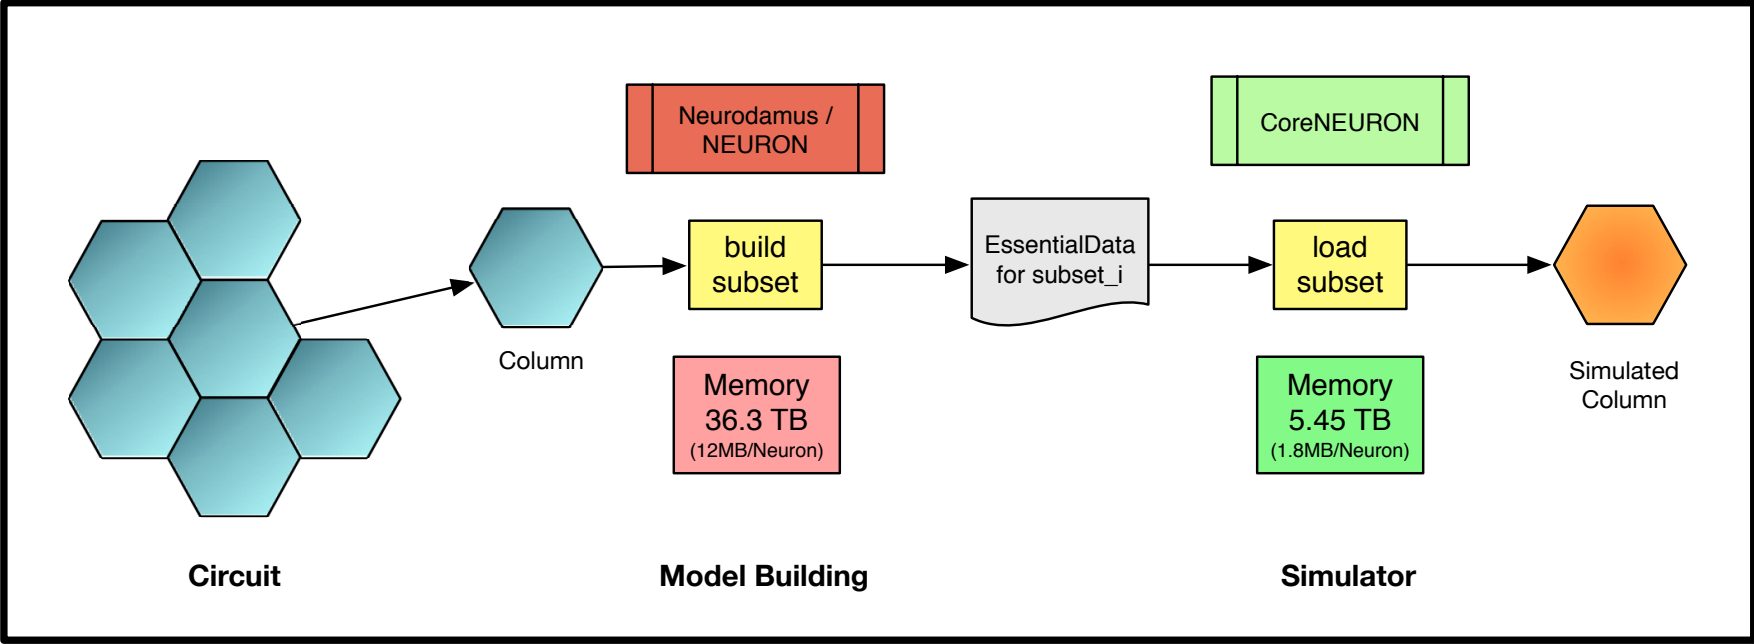 Neurodamus /
NEURON
CoreNEURON
Column
build
subset
EssentialData
for subset_i
load
subset
Simulated
Column
Memory
36.3 TB
(12MB/Neuron)
Memory
5.45 TB
(1.8MB/Neuron)
Circuit
Model Building
Simulator